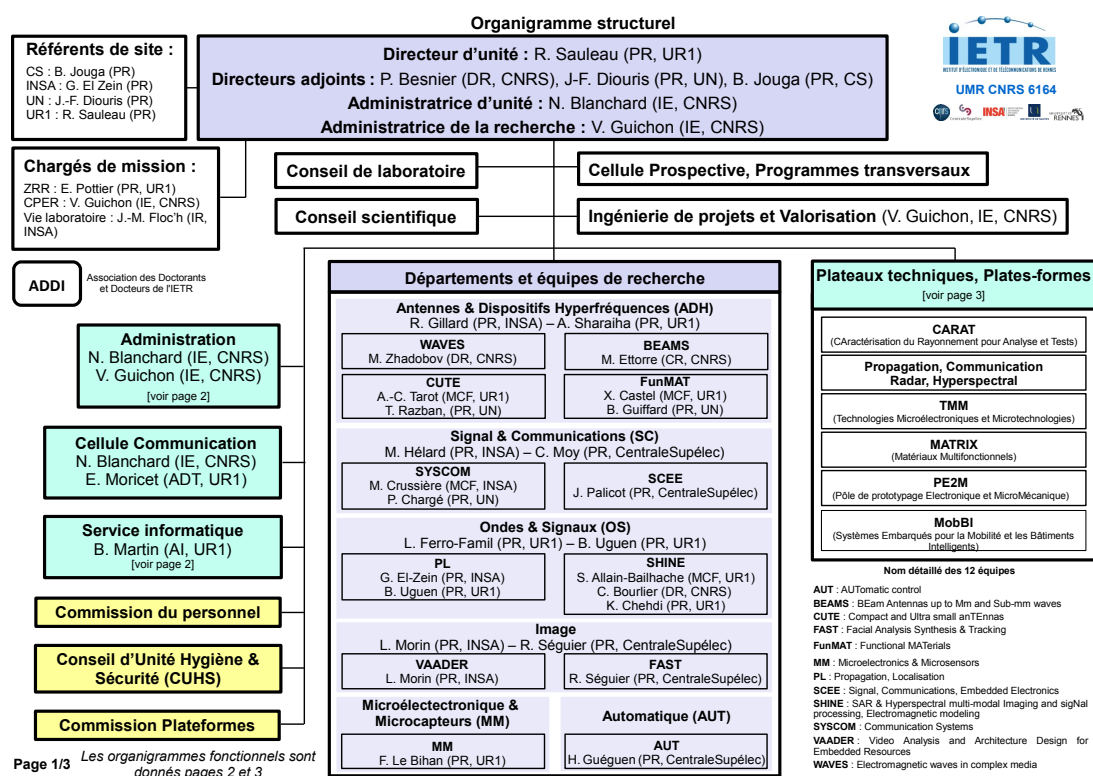 Organigramme structurel
Référents de site :
CS : B. Jouga (PR)
INSA : G. El Zein (PR)
UN : J.-F. Diouris (PR)
UR1 : R. Sauleau (PR)
Directeur d'unité : R. Sauleau (PR, UR1)
Directeurs adjoints : P. Besnier (DR, CNRS), J-F. Diouris (PR, UN), B. Jouga (PR, CS)
Administratrice d'unité : N. Blanchard (IE, CNRS)
Administratrice de la recherche : V. Guichon (IE, CNRS)
IETR
INSTITUT D'ÉLECTRONIQUE ET DE TÉLÉCOMMUNICATIONS DE RENNES
UMR CNRS 6164
cnrs
CentraleSupélec
INSA
RENNES
Chargés de mission :
ZRR : E. Pottier (PR, UR1)
CPER : V. Guichon (IE, CNRS)
Vie laboratoire : J.-M. Floc'h (IR,
INSA)
Conseil de laboratoire
Cellule Prospective, Programmes transversaux
Conseil scientifique
Ingénierie de projets et Valorisation (V. Guichon, IE, CNRS)
ADDI
Association des Doctorants
et Docteurs de l'IETR
Administration
N. Blanchard (IE, CNRS)
V. Guichon (IE, CNRS)
[voir page 2]
Cellule Communication
N. Blanchard (IE, CNRS)
E. Moricet (ADT, UR1)
Service informatique
B. Martin (AI, UR1)
[voir page 2]
Commission du personnel
Conseil d'Unité Hygiène &
Sécurité (CUHS)
Commission Plateformes
Départements et équipes de recherche
Antennes & Dispositifs Hyperfréquences (ADH)
R. Gillard (PR, INSA) – A. Sharaiha (PR, UR1)
WAVES
M. Zhadobov (DR, CNRS)
BEAMS
M. Ettorre (CR, CNRS)
CUTE
A.-C. Tarot (MCF, UR1)
T. Razban, (PR, UN)
FunMAT
X. Castel (MCF, UR1)
B. Guiffard (PR, UN)
Signal & Communications (SC)
M. Hélard (PR, INSA) – C. Moy (PR, CentraleSupélec)
SYSCOM
M. Crussière (MCF, INSA)
P. Chargé (PR, UN)
SCEE
J. Palicot (PR, CentraleSupélec)
Ondes & Signaux (OS)
L. Ferro-Famil (PR, UR1) – B. Uguen (PR, UR1)
PL
G. El-Zein (PR, INSA)
B. Uguen (PR, UR1)
SHINE
S. Allain-Bailhache (MCF, UR1)
C. Bourlier (DR, CNRS)
K. Chehdi (PR, UR1)
Image
L. Morin (PR, INSA) – R. Séguier (PR, CentraleSupélec)
VAADER
L. Morin (PR, INSA)
FAST
R. Séguier (PR, CentraleSupélec)
Microélectectronique &
Microcapteurs (MM)
MM
F. Le Bihan (PR, UR1)
Automatique (AUT)
AUT
H. Guéguen (PR, CentraleSupélec)
Plateaux techniques, Plates-formes
[voir page 3]
CARAT
(CAractérisation du Rayonnement pour Analyse et Tests)
Propagation, Communication
Radar, Hyperspectral
TMM
(Technologies Microélectroniques et Microtechnologies)
MATRIX
(Matériaux Multifonctionnels)
PE2M
(Pôle de prototypage Electronique et MicroMécanique)
MobBI
(Systèmes Embarqués pour la Mobilité et les Bâtiments
Intelligents)
Nom détaillé des 12 équipes
AUT : AUTomatic control
BEAMS : BEam Antennas up to Mm and Sub-mm waves
CUTE : Compact and Ultra small anTEnnas
FAST : Facial Analysis Synthesis & Tracking
FunMAT : Functional MATerials
MM : Microelectronics & Microsensors
PL : Propagation, Localisation
SCEE : Signal, Communications, Embedded Electronics
SHINE : SAR & Hyperspectral multi-modal Imaging and sigNal
processing, Electromagnetic modeling
SYSCOM : Communication Systems
VAADER : Video Analysis and Architecture Design for
Embedded Resources
WAVES : Electromagnetic waves in complex media
Page 1/3
Les organigrammes fonctionnels sont
donnés pages 2 et 3